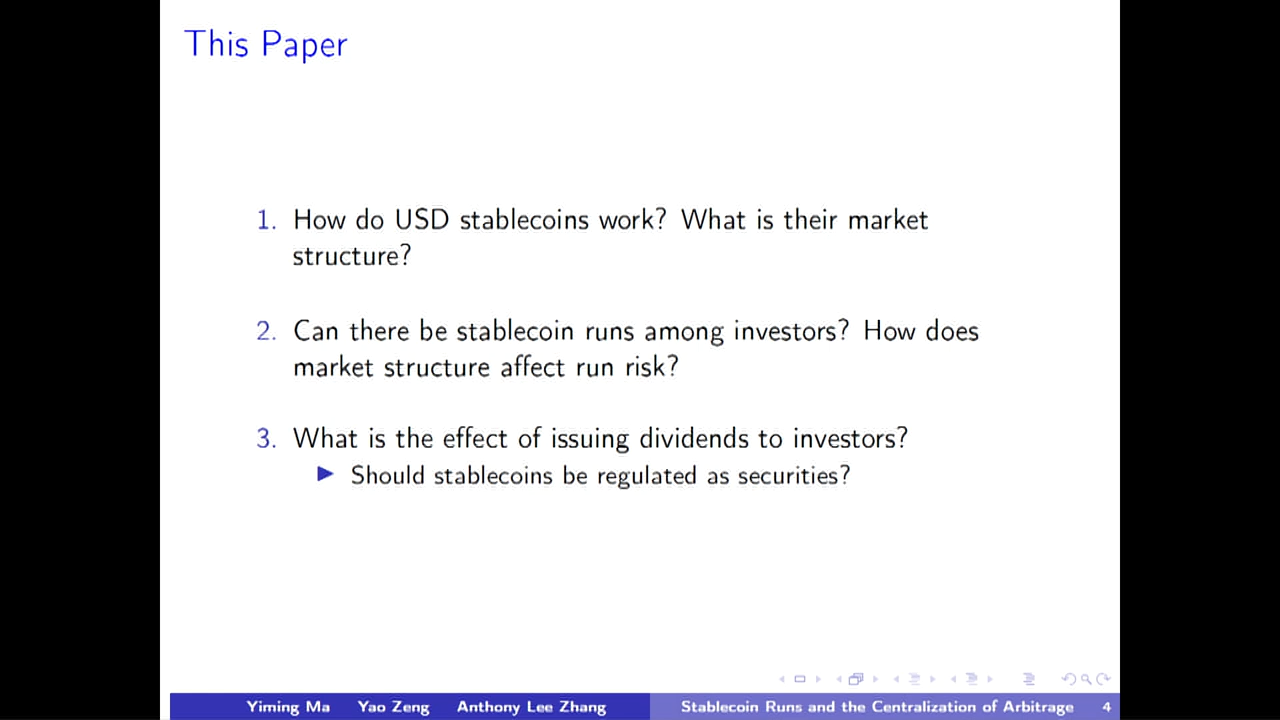 This Paper
1. How do USD stablecoins work? What is their market
structure?
2. Can there be stablecoin runs among investors? How does
market structure affect run risk?
3. What is the effect of issuing dividends to investors?
Should stablecoins be regulated as securities?
Yiming Ma Yao Zeng Anthony Lee Zhang Stablecoin Runs and the Centralization of Arbitrage 4